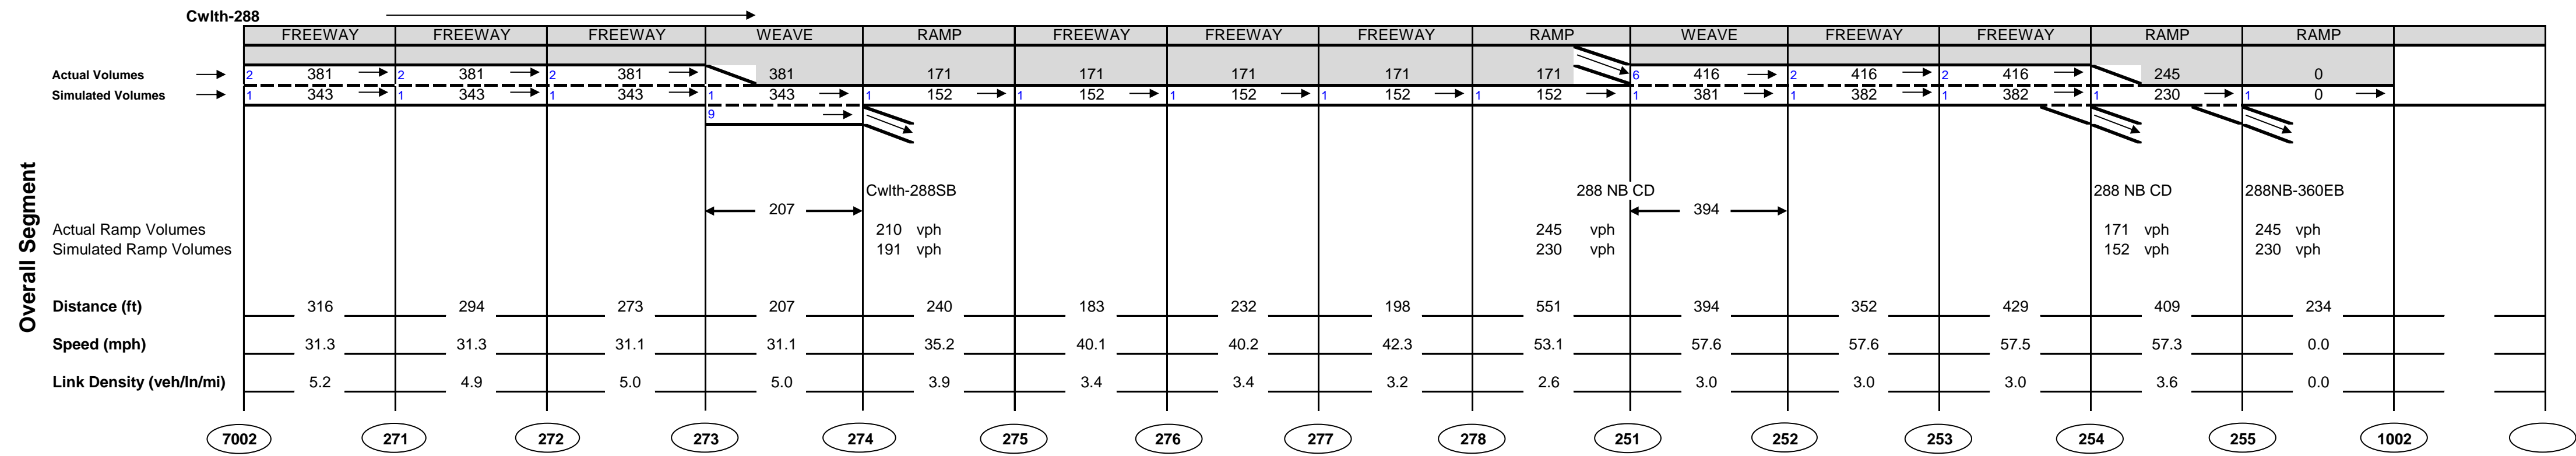 Cwlth-288
FREEWAY FREEWAY FREEWAY WEAVE RAMP FREEWAY FREEWAY FREEWAY RAMP WEAVE FREEWAY FREEWAY RAMP RAMP
Actual Volumes 2 381 2 381 2 381 381 171 171 171 171 171 6 416 2 416 2 416 245 0
Simulated Volumes 1 343 1 343 1 343 1 343 1 152 1 152 1 152 1 152 1 152 1 381 1 382 1 382 1 230 1 0
9
Overall Segment
Cwlth-288SB 288 NB CD 288 NB CD 288NB-360EB
207 394
Actual Ramp Volumes 210 vph 245 vph 171 vph 245 vph
Simulated Ramp Volumes 191 vph 230 vph 152 vph 230 vph
Distance (ft) 316 294 273 207 240 183 232 198 551 394 352 429 409 234
Speed (mph) 31.3 31.3 31.1 31.1 35.2 40.1 40.2 42.3 53.1 57.6 57.6 57.5 57.3 0.0
Link Density (veh/ln/mi) 5.2 4.9 5.0 5.0 3.9 3.4 3.4 3.2 2.6 3.0 3.0 3.0 3.6 0.0
7002 271 272 273 274 275 276 277 278 251 252 253 254 255 1002